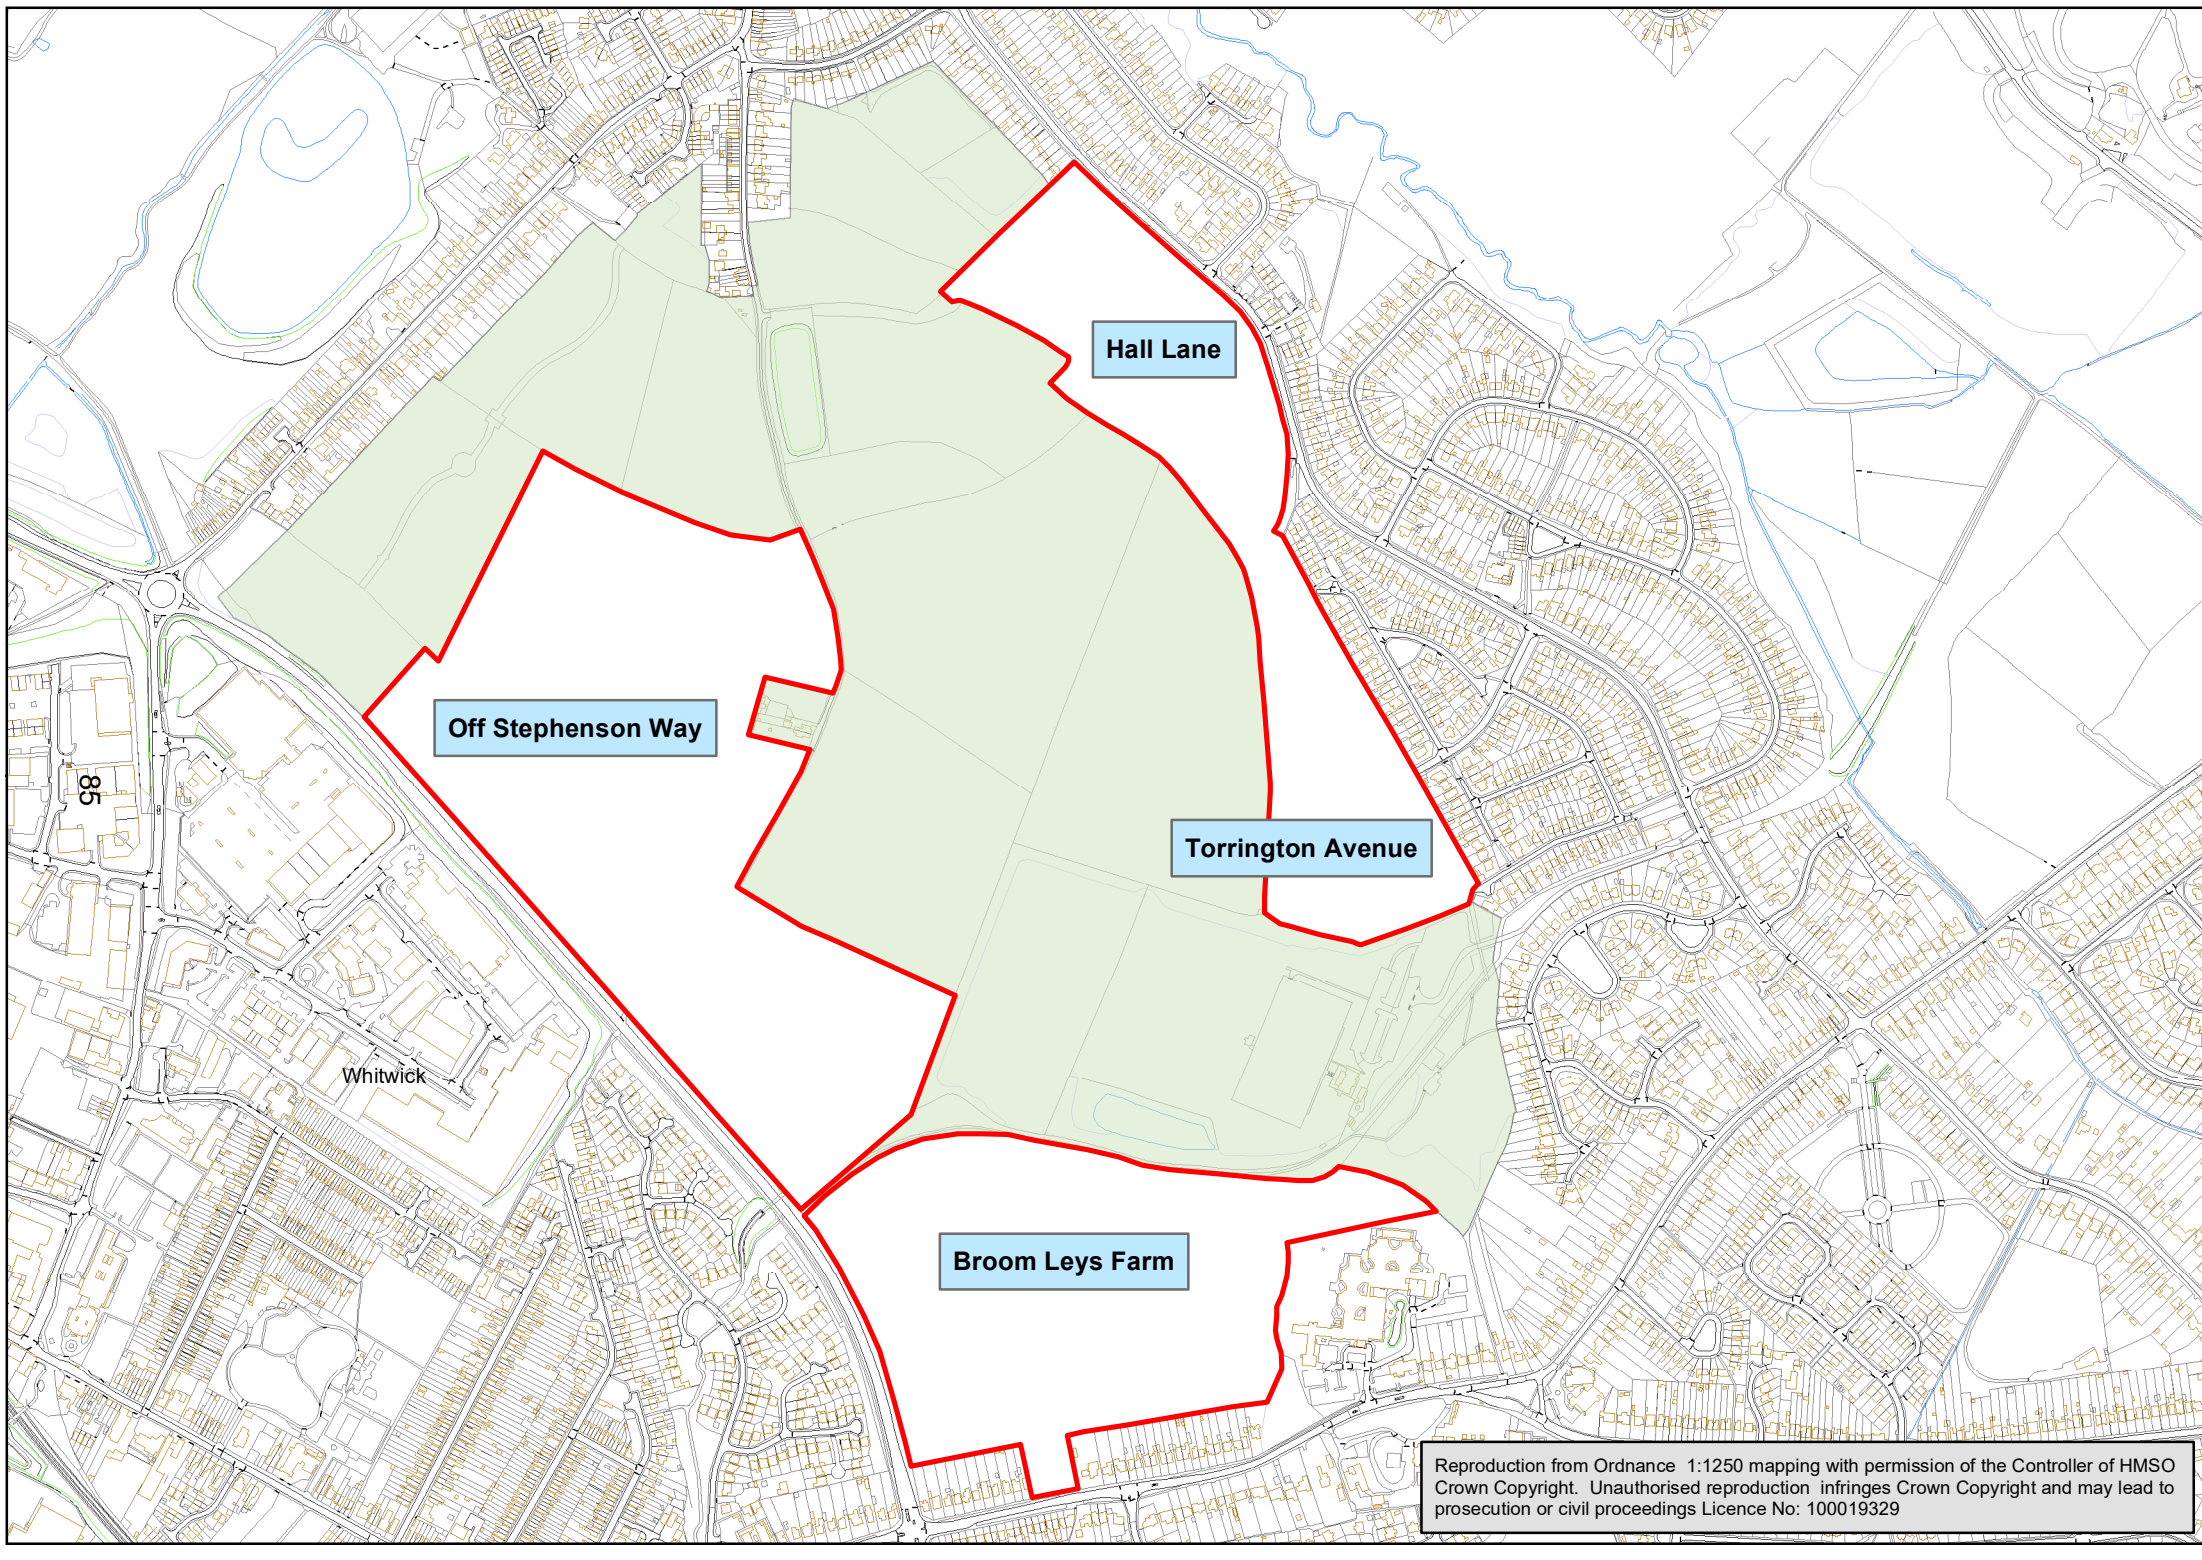 Hall Lane
Off Stephenson Way
85
Torrington Avenue
Whitwick
Broom Leys Farm
Reproduction from Ordnance 1:1250 mapping with permission of the Controller of HMSO
Crown Copyright. Unauthorised reproduction infringes Crown Copyright and may lead to
prosecution or civil proceedings Licence No: 100019329